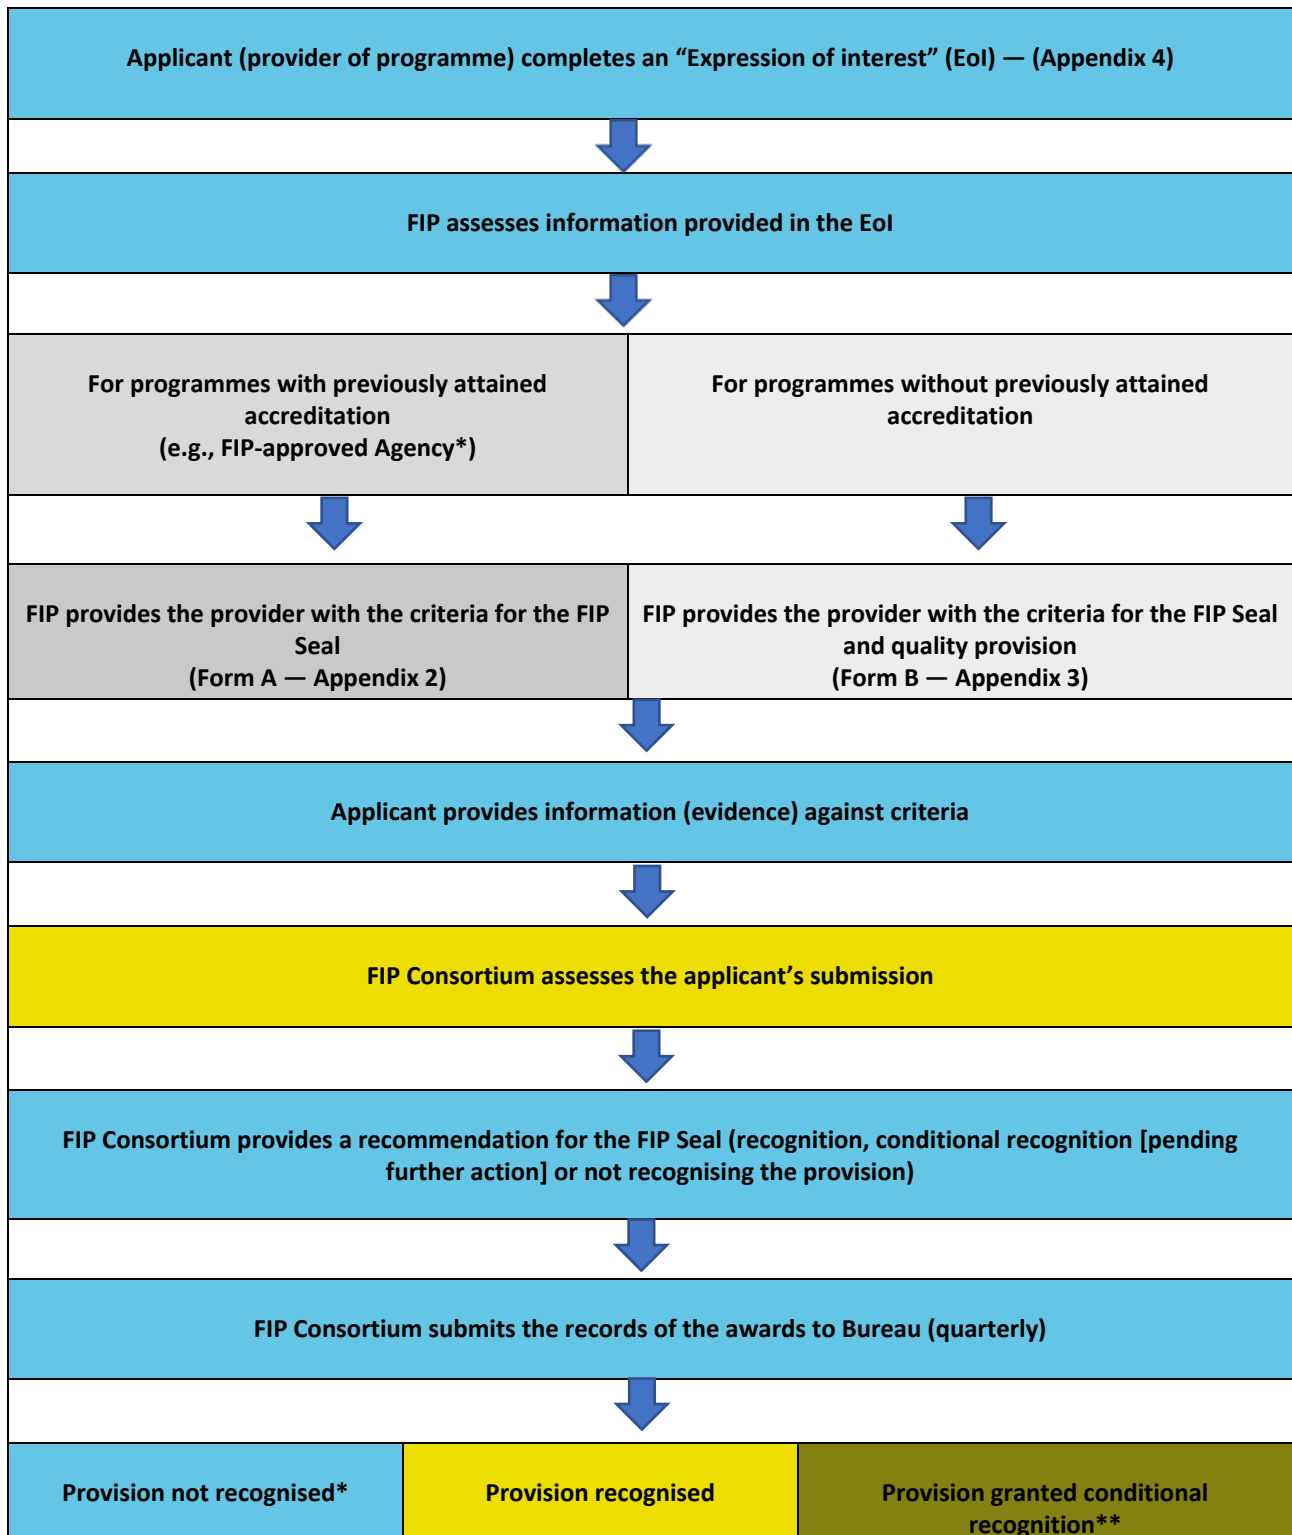 Applicant (provider of programme) completes an “Expression of interest” (EoI) — (Appendix 4)
FIP assesses information provided in the EoI
For programmes with previously attained
accreditation
(e.g., FIP-approved Agency*)
For programmes without previously attained
accreditation
FIP provides the provider with the criteria for the FIP
Seal
(Form A — Appendix 2)
FIP provides the provider with the criteria for the FIP Seal
and quality provision
(Form B — Appendix 3)
Applicant provides information (evidence) against criteria
FIP Consortium assesses the applicant’s submission
FIP Consortium provides a recommendation for the FIP Seal (recognition, conditional recognition [pending
further action] or not recognising the provision)
FIP Consortium submits the records of the awards to Bureau (quarterly)
Provision not recognised*
Provision recognised
Provision granted conditional
recognition**